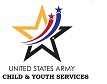 UNITED STATES ARMY
CHILD & YOUTH SERVICES